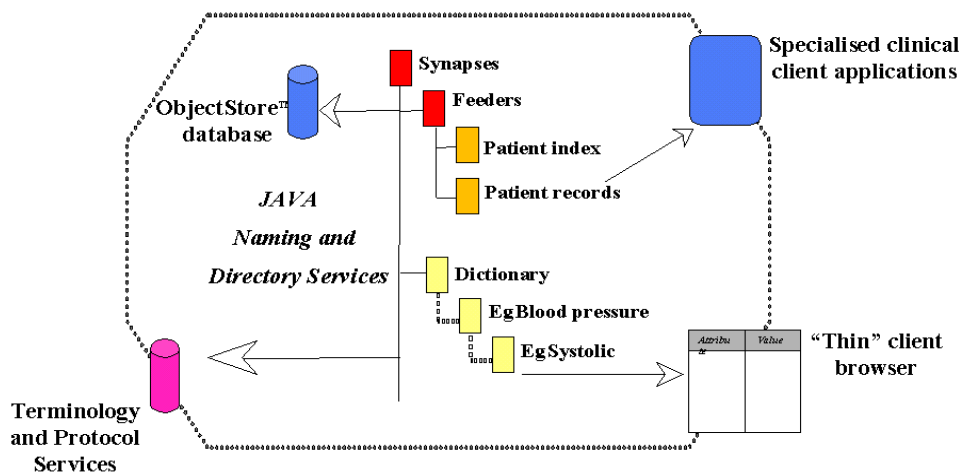 Synapses
Specialised clinical
client applications
ObjectStore™
database
Feeders
Patient index
Patient records
JAVA
Naming and
Directory Services
Dictionary
EgBlood pressure
EgSystolic
Attribute
Value
“Thin” client
browser
Terminology
and Protocol
Services